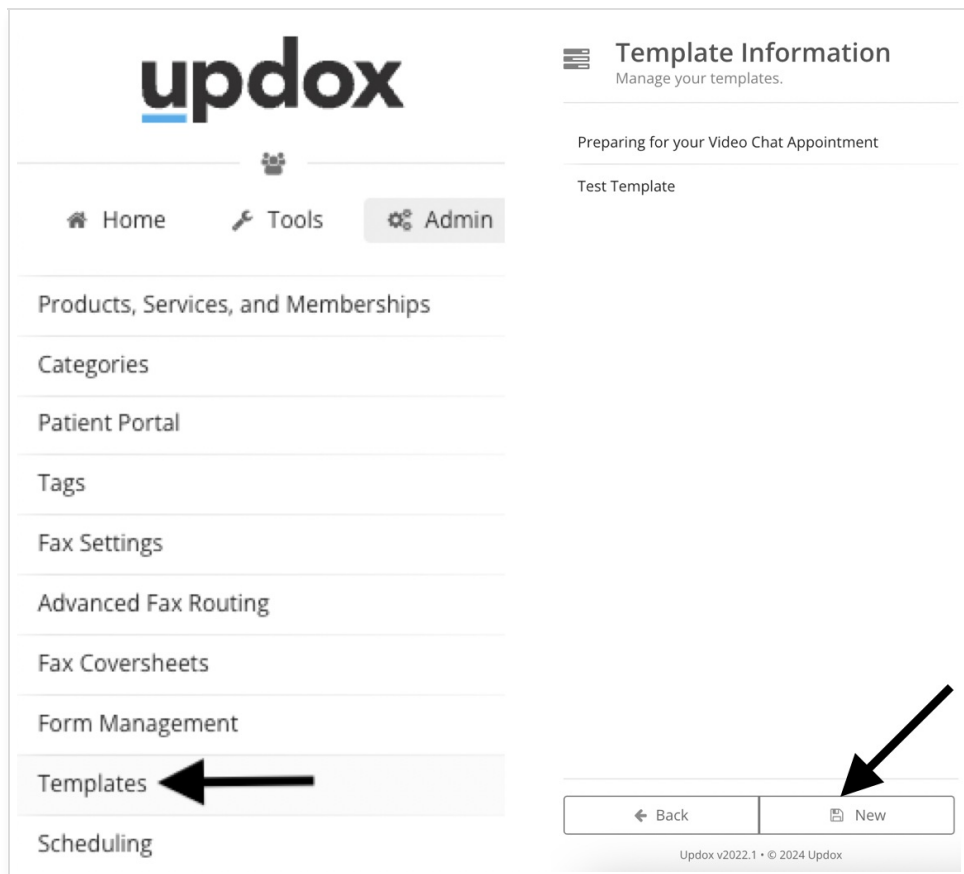 updox
Home Tools Admin
Products, Services, and Memberships
Categories
Patient Portal
Tags
Fax Settings
Advanced Fax Routing
Fax Coversheets
Form Management
Templates
Scheduling
Template Information
Manage your templates.
Preparing for your Video Chat Appointment
Test Template
Back New
Updox v2022.1 • © 2024 Updox